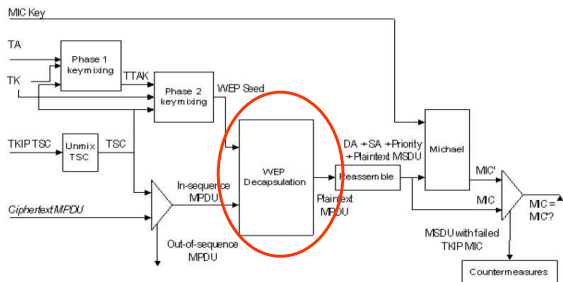 MIC Key
TA
TK
Phase 1
key mixing
TTAK
Phase 2
key mixing
WEP Seed
TKIP TSC
Unmix
TSC
TSC
Ciphertext MPDU
In-sequence
MPDU
Out-of-sequence
MPDU
WEP
Decapsulation
Plaintext
MPDU
DA + SA + Priority
+ Plaintext MSDU
Reassemble
Michael
MIC'
MIC
MIC =
MIC'?
MSDU with failed
TKIP MIC
Countermeasures